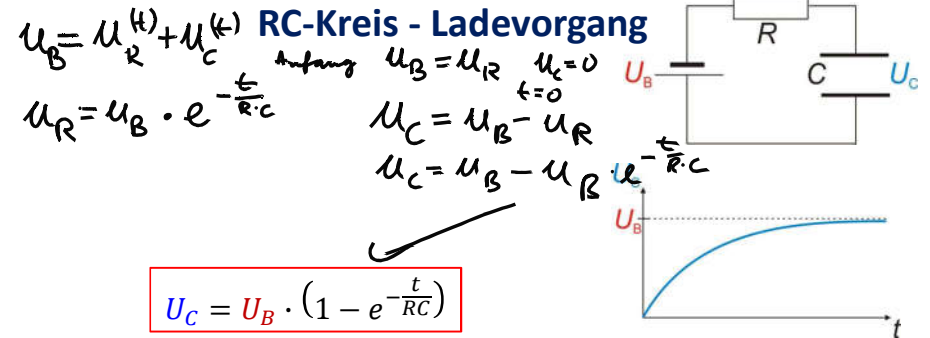 RC-Kreis - Ladevorgang
U_B = U_R^(t) + U_C^(t)
Anfang U_B = U_R U_C = 0
t=0
U_R = U_B · e^(-t/(R·C))
U_C = U_B - U_R
U_C = U_B - U_B · e^(-t/(R·C))
U_C = U_B · (1 - e^(-t/(RC)))
R
U_B
C
U_C
U_C
U_B
t